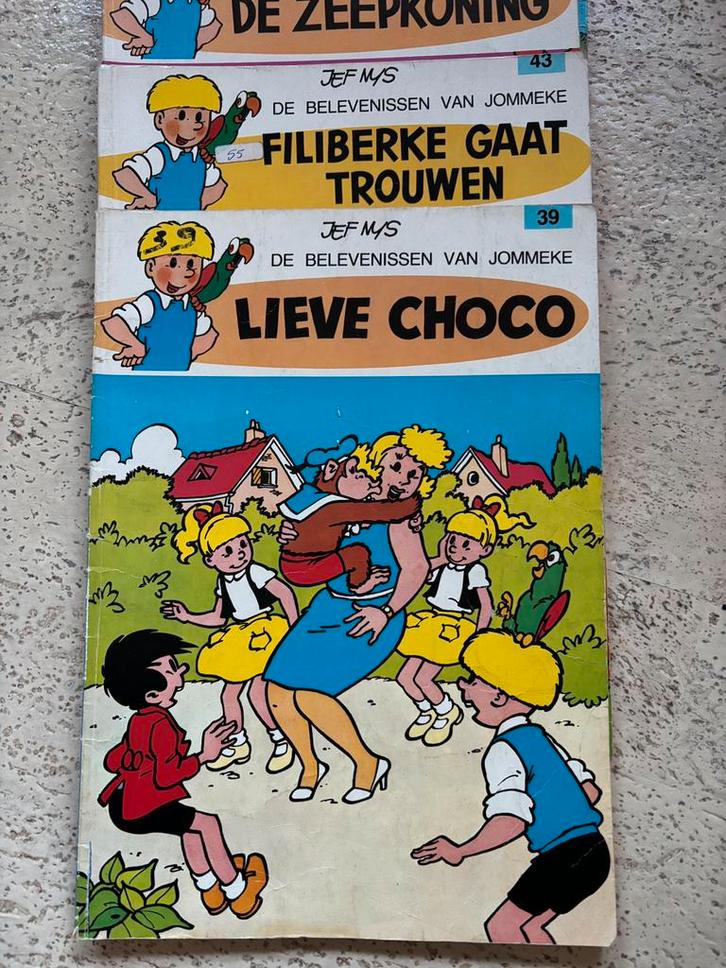 DE ZEEPKONING
43
JEF NYS
DE BELEVENISSEN VAN JOMMEKE
55
FILIBERKE GAAT
TROUWEN
39
JEF NYS
39
DE BELEVENISSEN VAN JOMMEKE
LIEVE CHOCO